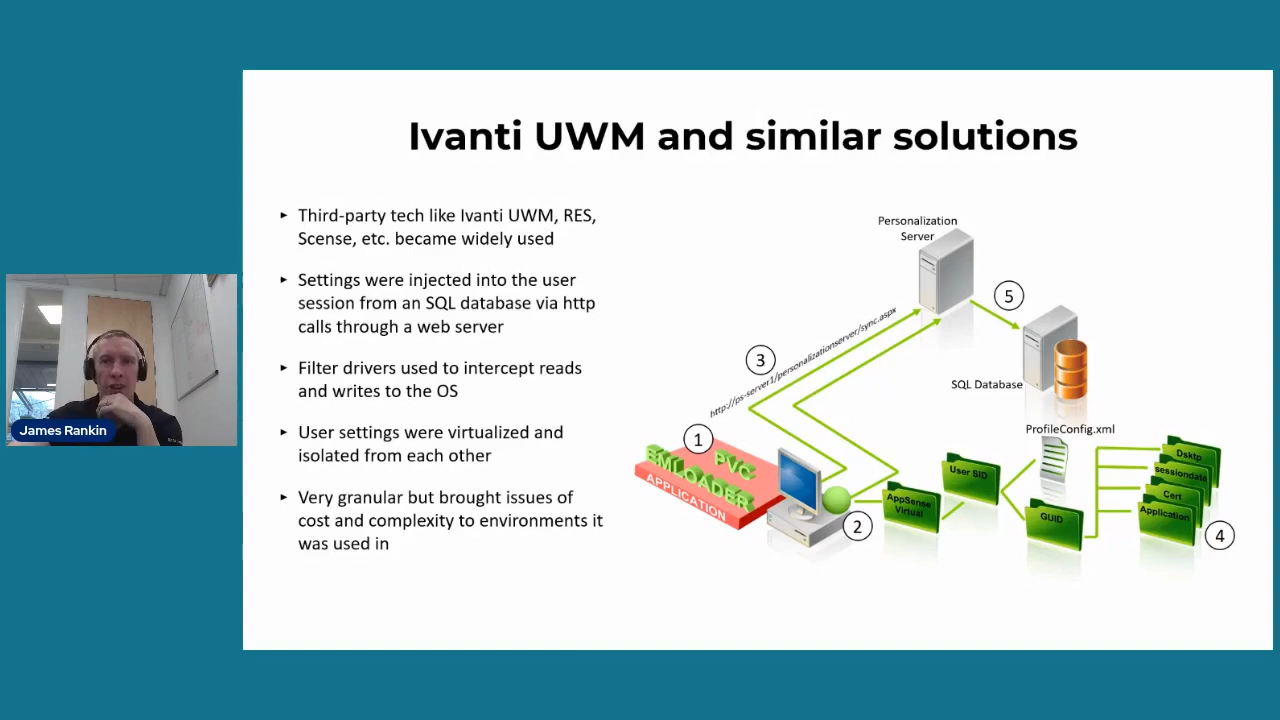 Ivanti UWM and similar solutions
▸ Third-party tech like Ivanti UWM, RES,
Scense, etc. became widely used
▸ Settings were injected into the user
session from an SQL database via http
calls through a web server
▸ Filter drivers used to intercept reads
and writes to the OS
▸ User settings were virtualized and
isolated from each other
▸ Very granular but brought issues of
cost and complexity to environments it
was used in
Personalization
Server
5
3
http://ps-server1/personalizationserver/sync.aspx
SQL Database
1
PVC
EMLOADER
APPLICATION
2
AppSense
Virtual
User SID
ProfileConfig.xml
GUID
Dsktp
sessiondata
Cert
Application
4
James Rankin